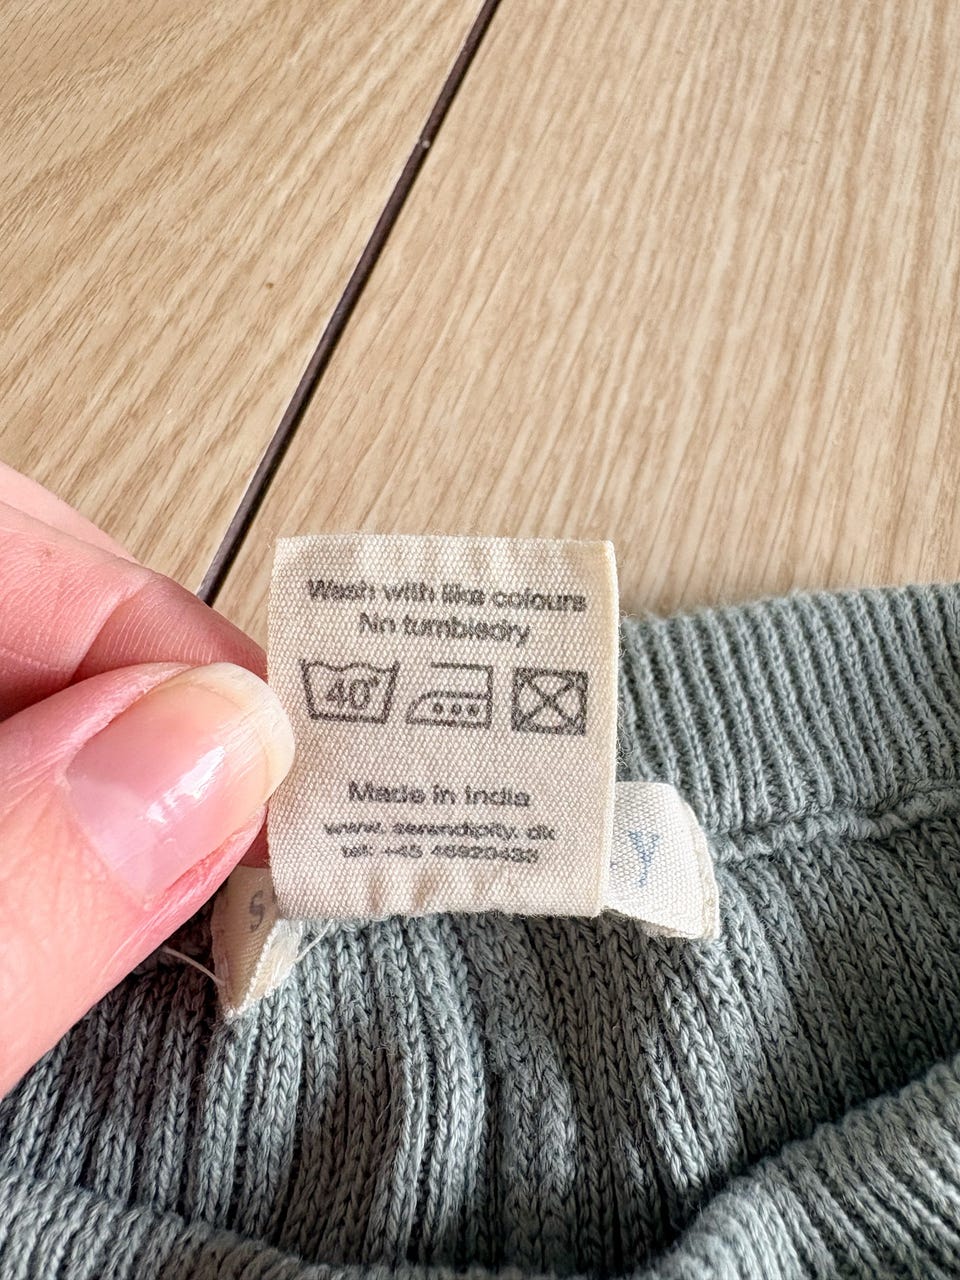 Wash with like colours
No tumbledry
40°
Made in India
www. serendipity. dk
tel: +45
S
y